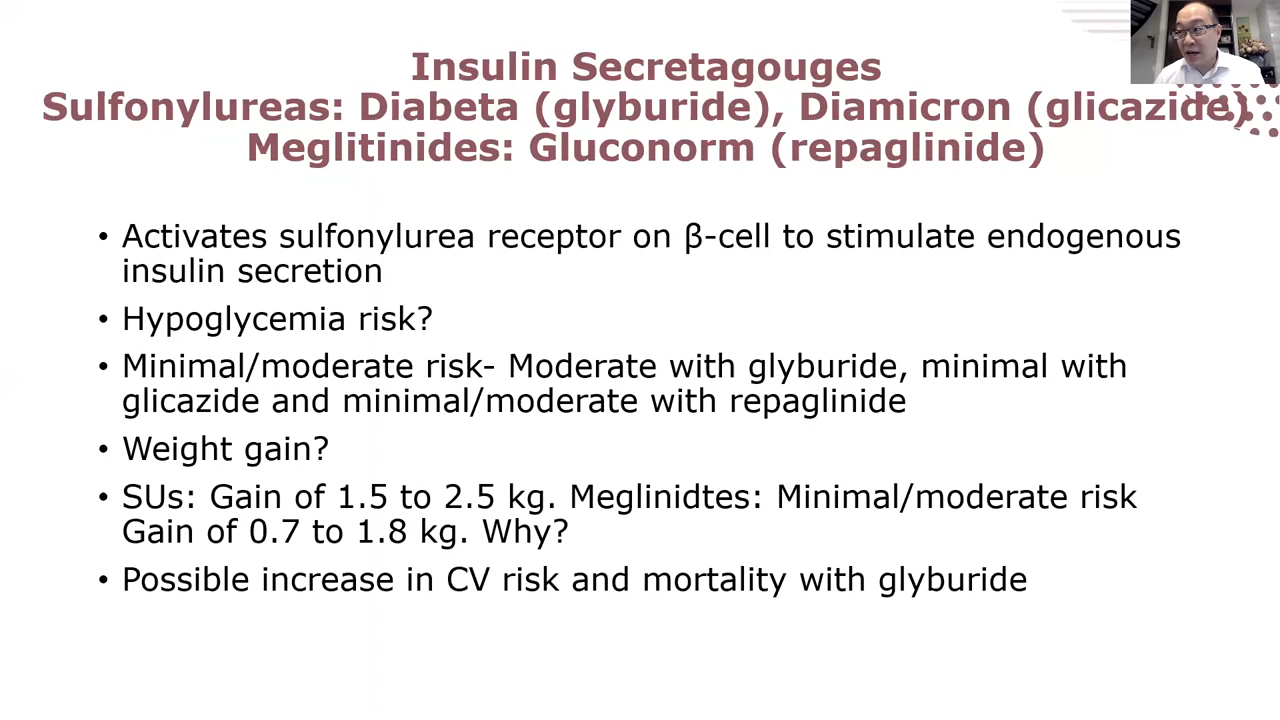 Insulin Secretagouges
Sulfonylureas: Diabeta (glyburide), Diamicron (glicazide)
Meglitinides: Gluconorm (repaglinide)
• Activates sulfonylurea receptor on β-cell to stimulate endogenous
insulin secretion
• Hypoglycemia risk?
• Minimal/moderate risk- Moderate with glyburide, minimal with
glicazide and minimal/moderate with repaglinide
• Weight gain?
• SUs: Gain of 1.5 to 2.5 kg. Meglinidtes: Minimal/moderate risk
Gain of 0.7 to 1.8 kg. Why?
• Possible increase in CV risk and mortality with glyburide